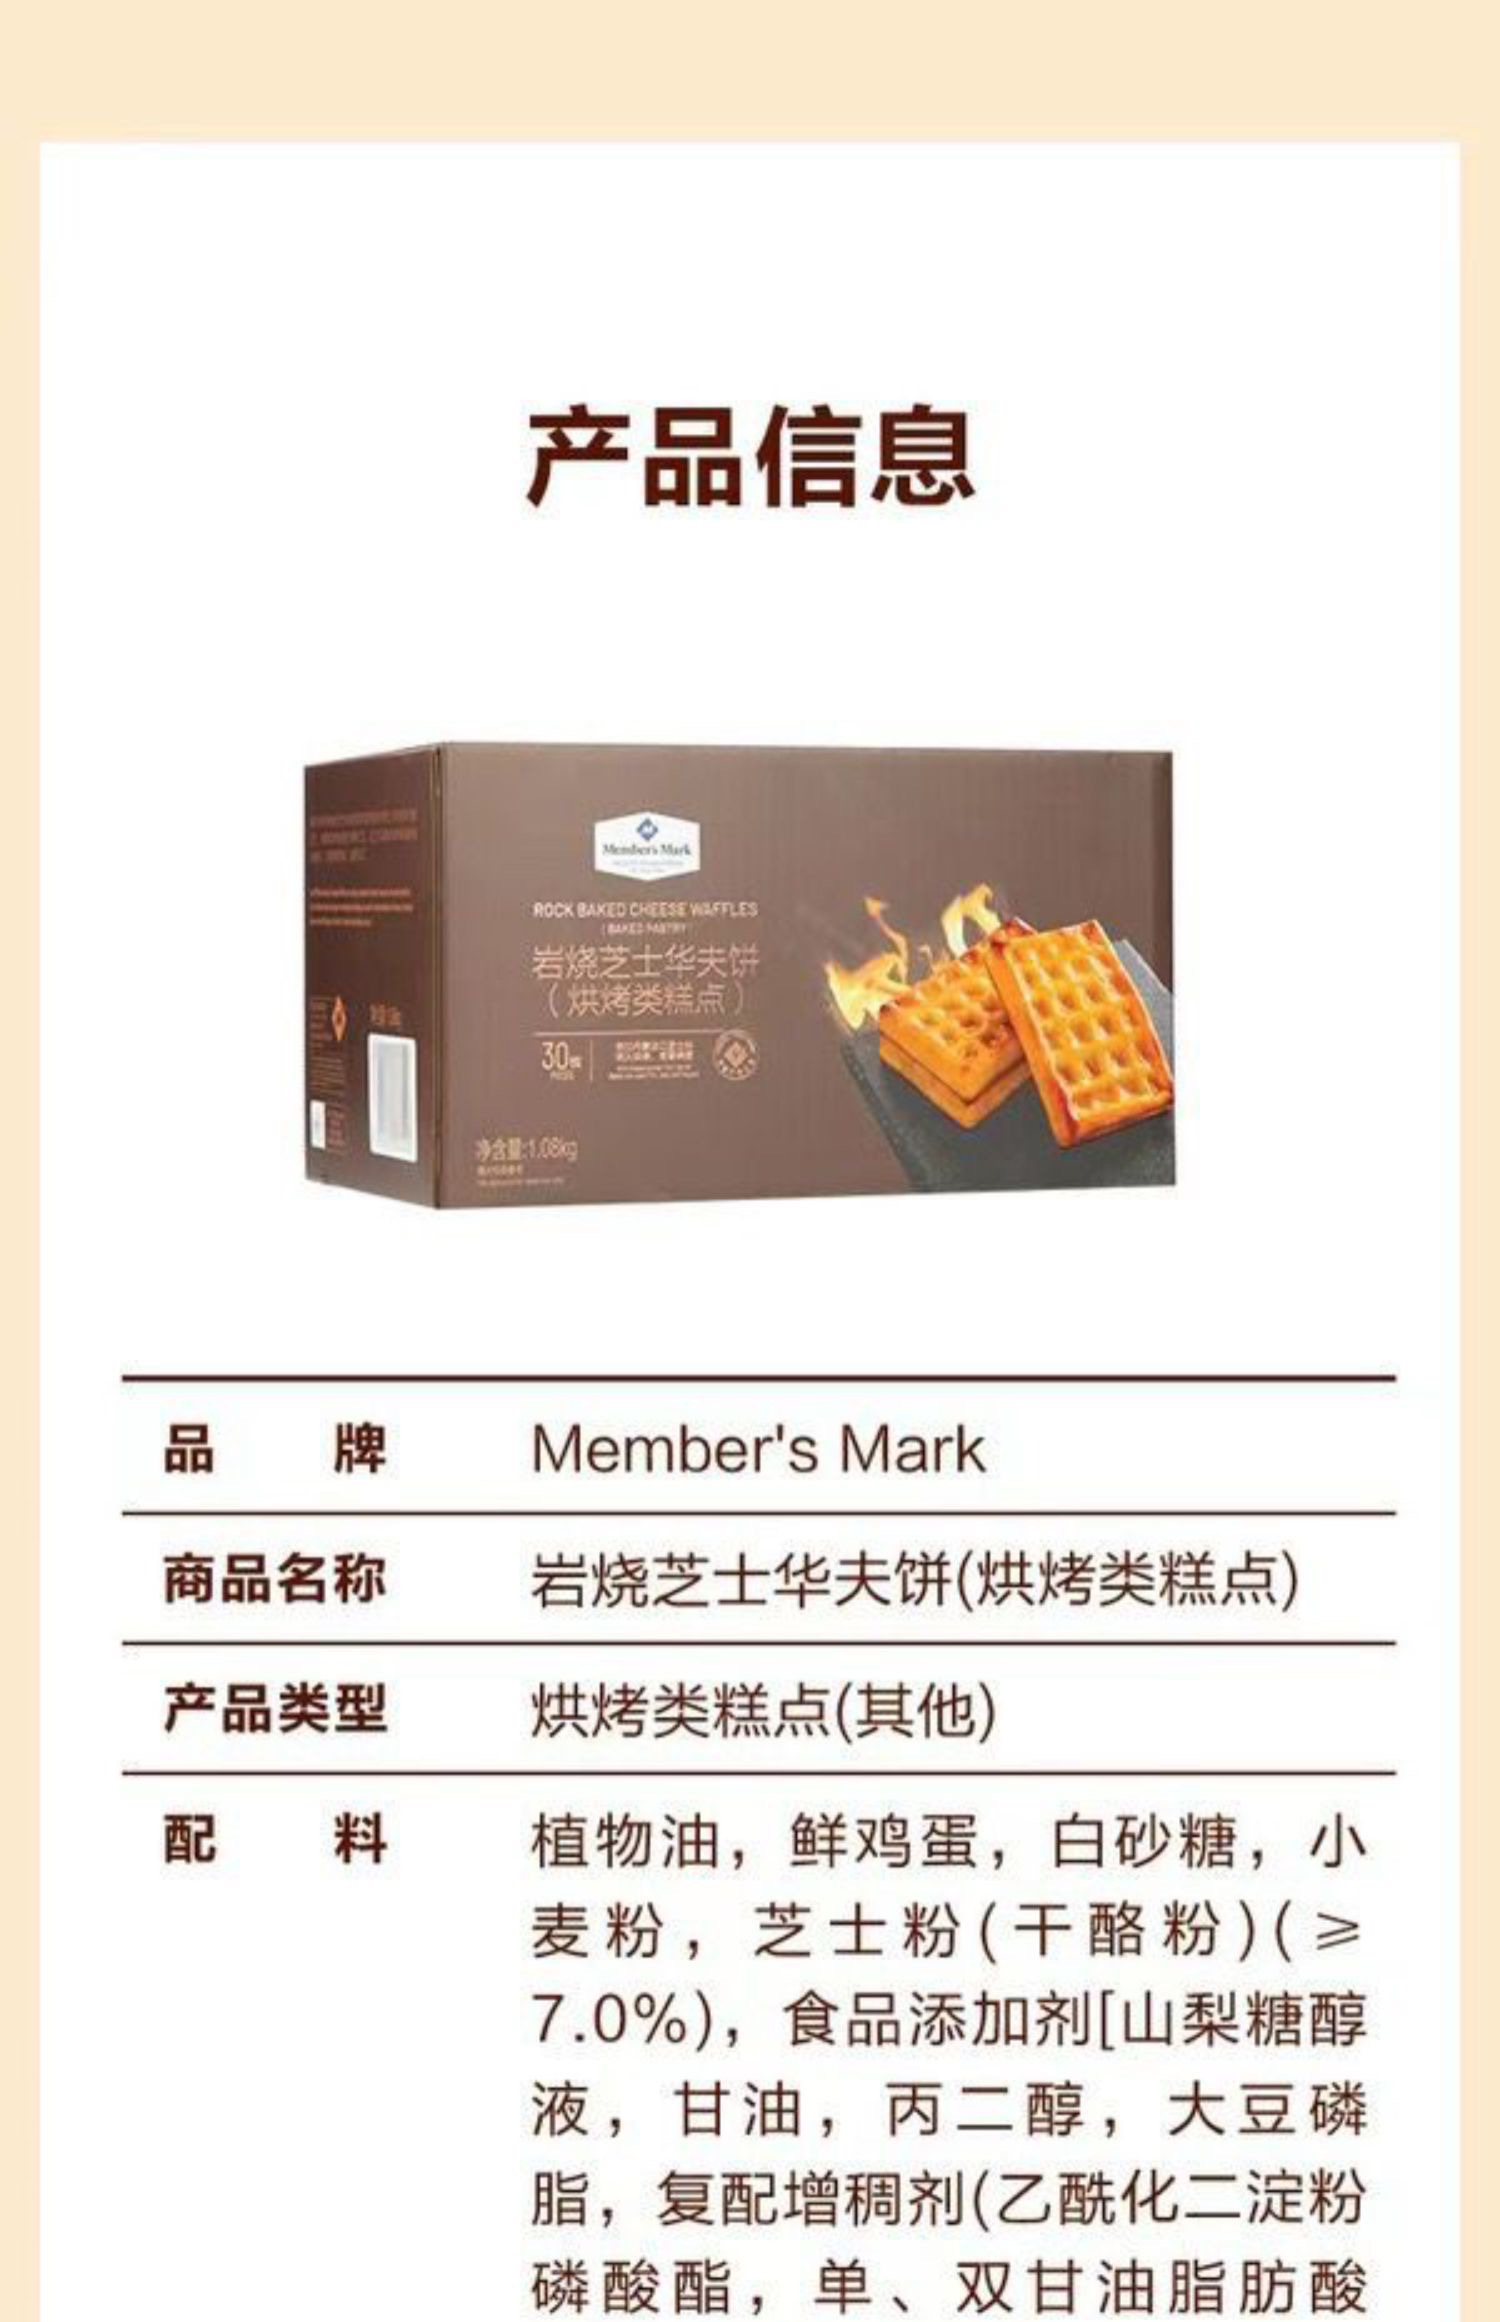 产品信息
Member's Mark
ROCK BAKED CHEESE WAFFLES
(BAKED PASTRY)
岩烧芝士华夫饼
（烘烤类糕点）
30枚
净含量:1.08kg
品牌 Member's Mark
商品名称 岩烧芝士华夫饼(烘烤类糕点)
产品类型 烘烤类糕点(其他)
配料 植物油，鲜鸡蛋，白砂糖，小
麦粉，芝士粉(干酪粉)(≥
7.0%)，食品添加剂[山梨糖醇
液，甘油，丙二醇，大豆磷
脂，复配增稠剂(乙酰化二淀粉
磷酸酯，单、双甘油脂肪酸